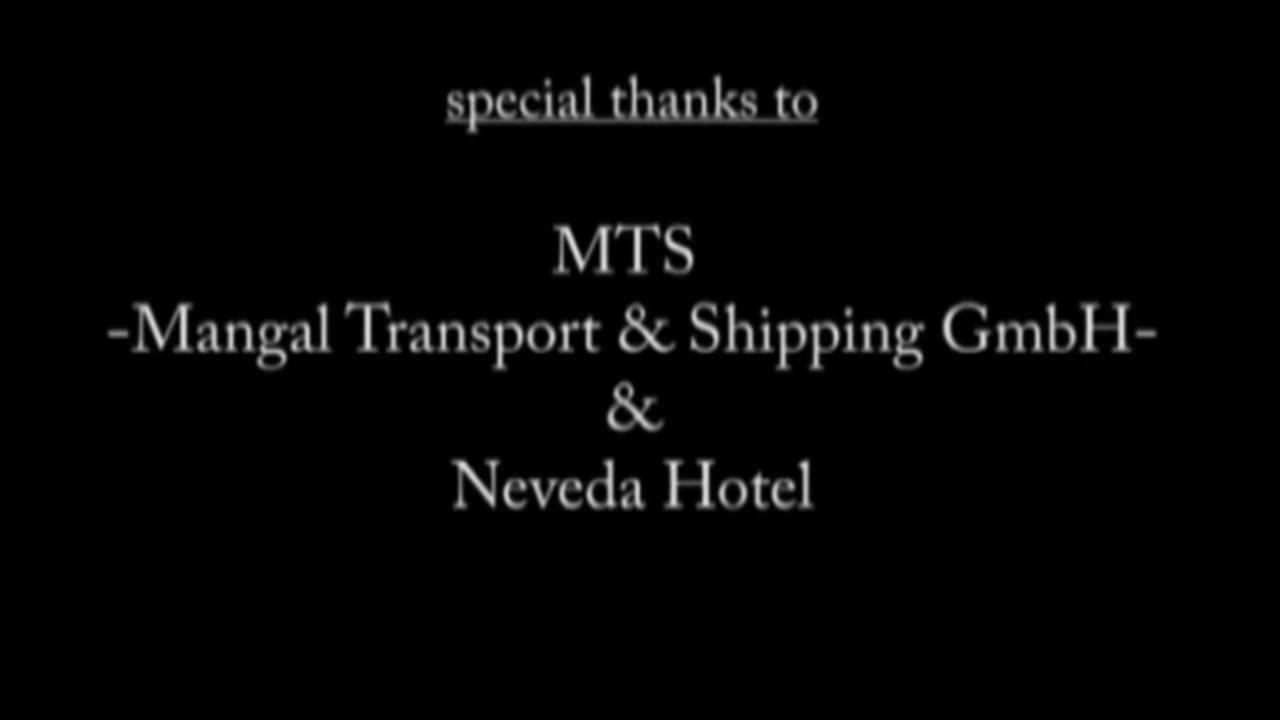 special thanks to
MTS
-Mangal Transport & Shipping GmbH-
&
Neveda Hotel